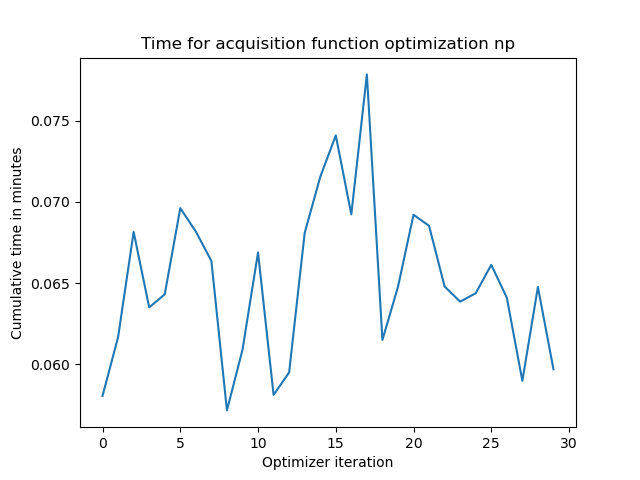 Time for acquisition function optimization np
Cumulative time in minutes
0.075
0.070
0.065
0.060
0 5 10 15 20 25 30
Optimizer iteration